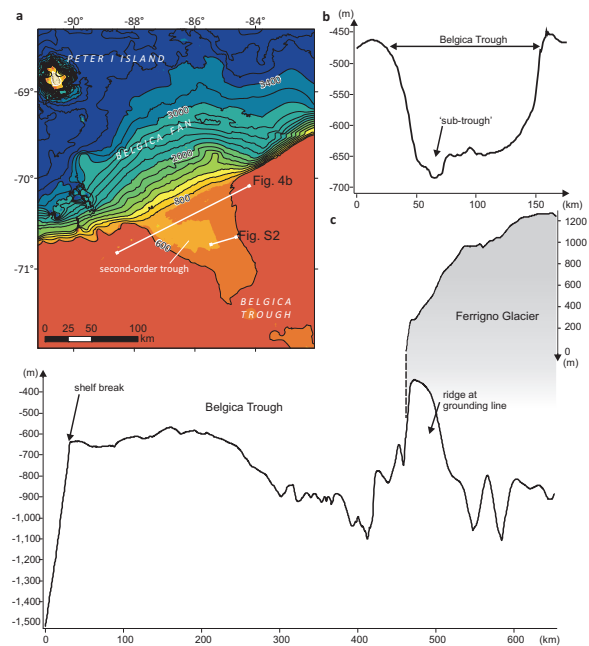 a
-90
-88
-86
-84
-69°
-70°
-71°
PETER I ISLAND
3400
3020
BELGICA FAN
2000
800
600
Fig. 4b
Fig. S2
second-order trough
BELGICA
TROUGH
0 25 50 100
km
b
(m)
-450
-500
-550
-600
-650
-700
Belgica Trough
'sub-trough'
0 50 100 150 (km)
c
1200
1000
800
600
400
200
0
(m)
Ferrigno Glacier
(m)
-400
-500
-600
-700
-800
-900
-1,000
-1,100
-1,200
-1,300
-1,400
-1,500
shelf break
Belgica Trough
ridge at
grounding line
0 100 200 300 400 500 600 (km)